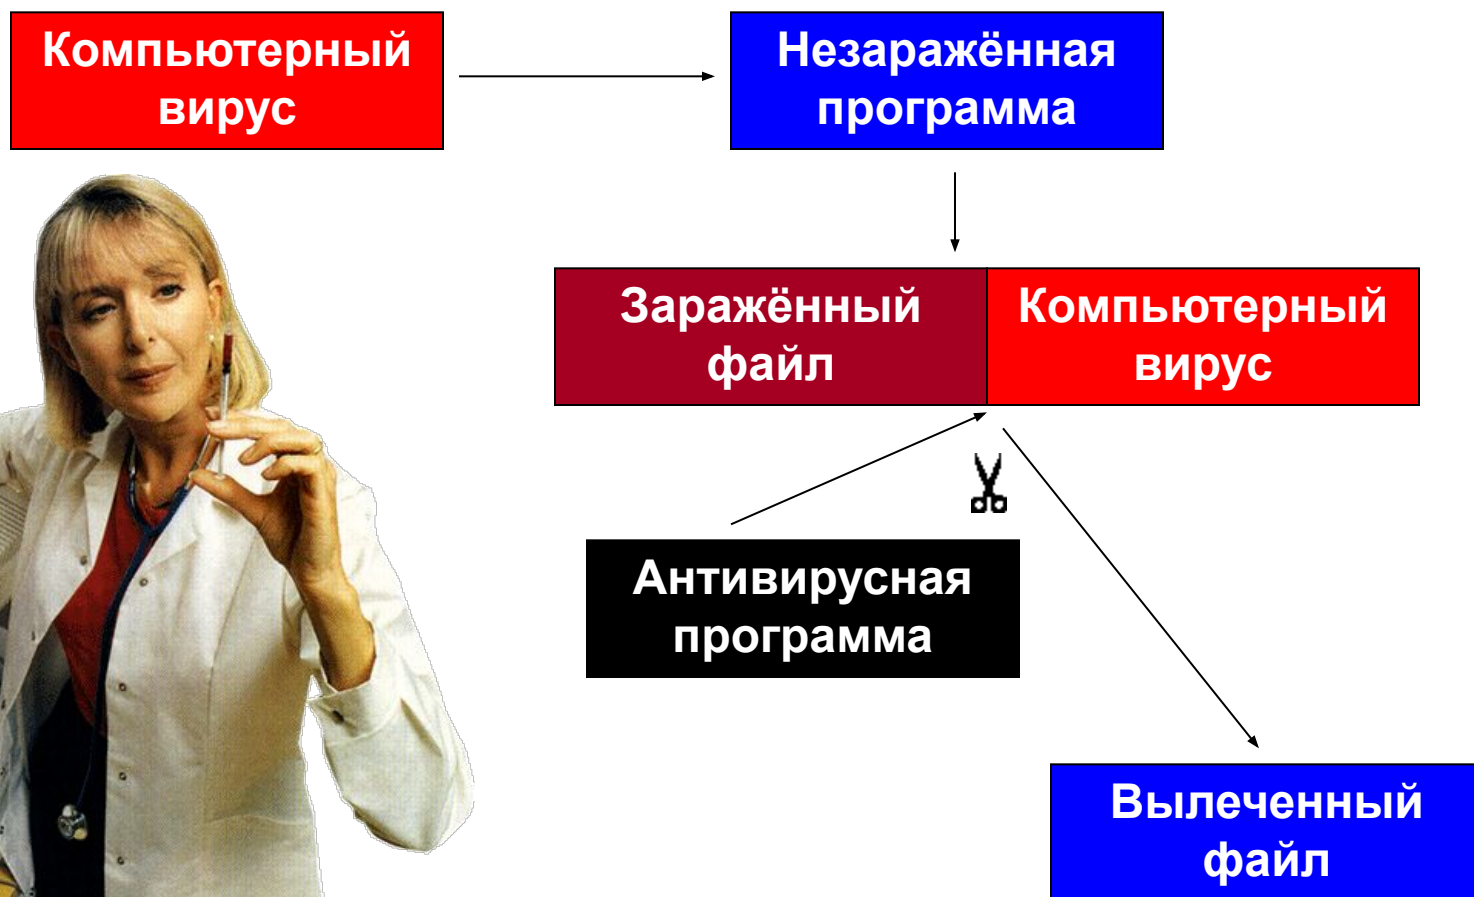 Компьютерный
вирус
Незаражённая
программа
Заражённый
файл
Компьютерный
вирус
Антивирусная
программа
Вылеченный
файл